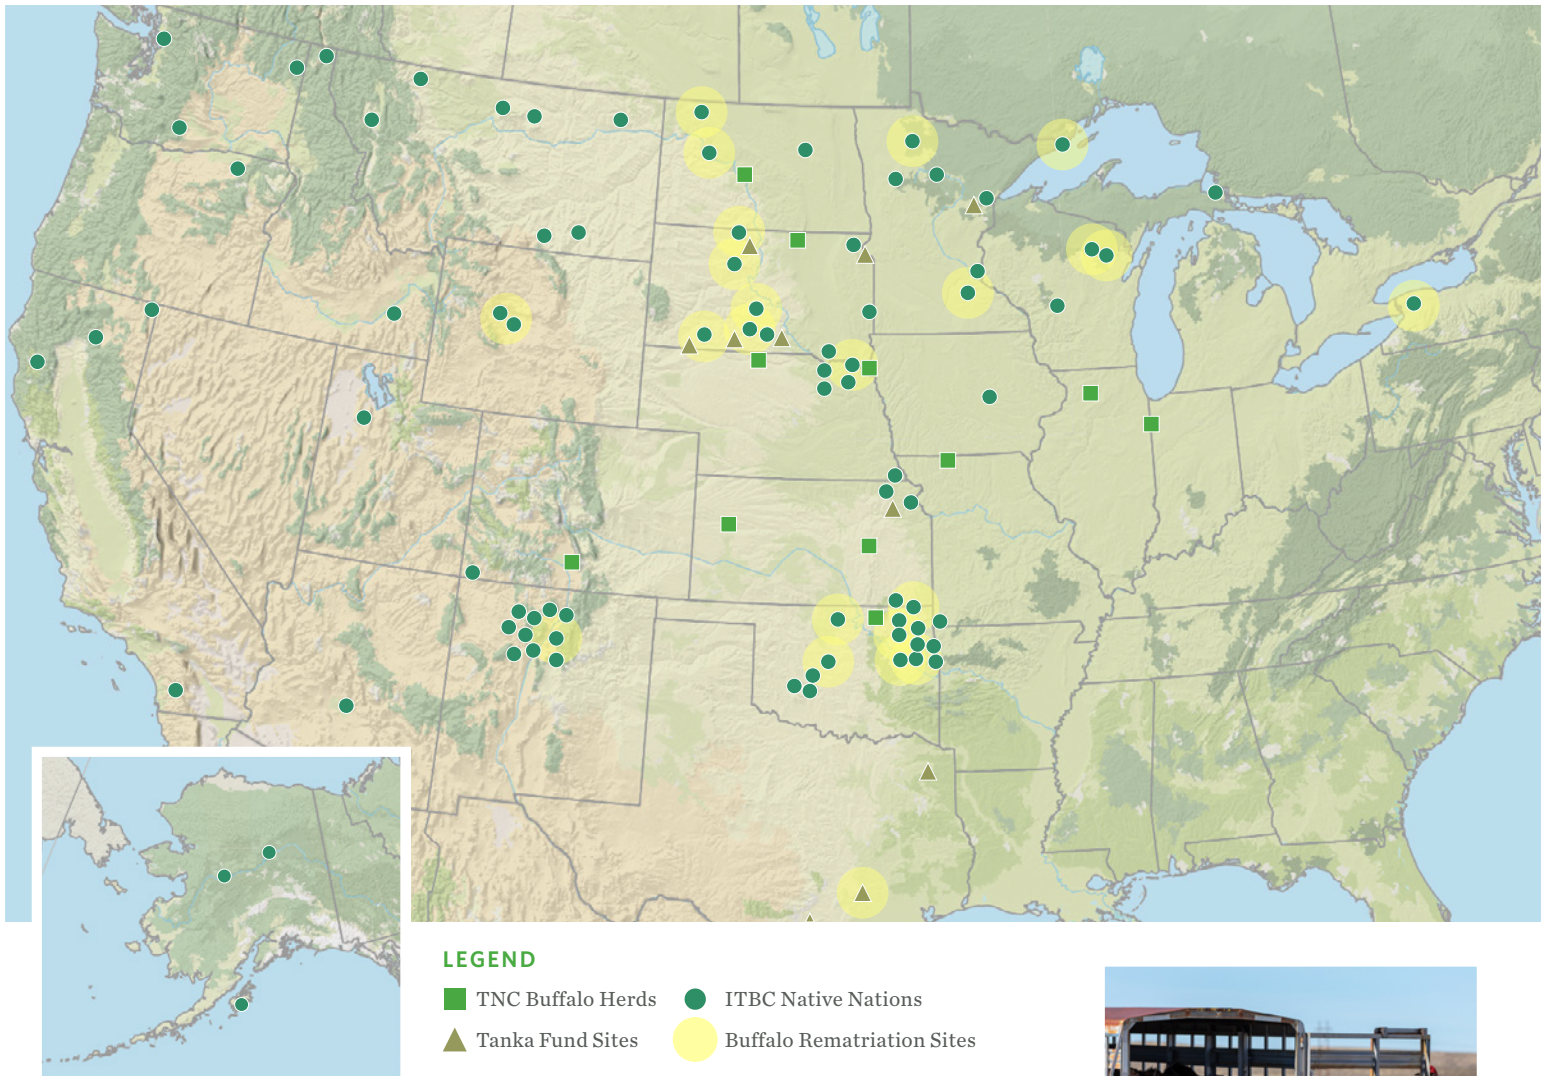 LEGEND
TNC Buffalo Herds
ITBC Native Nations
Tanka Fund Sites
Buffalo Rematriation Sites